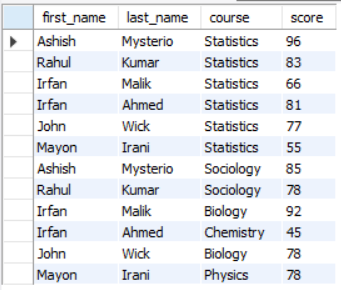 first_name last_name course score
Ashish Mysterio Statistics 96
Rahul Kumar Statistics 83
Irfan Malik Statistics 66
Irfan Ahmed Statistics 81
John Wick Statistics 77
Mayon Irani Statistics 55
Ashish Mysterio Sociology 85
Rahul Kumar Sociology 78
Irfan Malik Biology 92
Irfan Ahmed Chemistry 45
John Wick Biology 78
Mayon Irani Physics 78